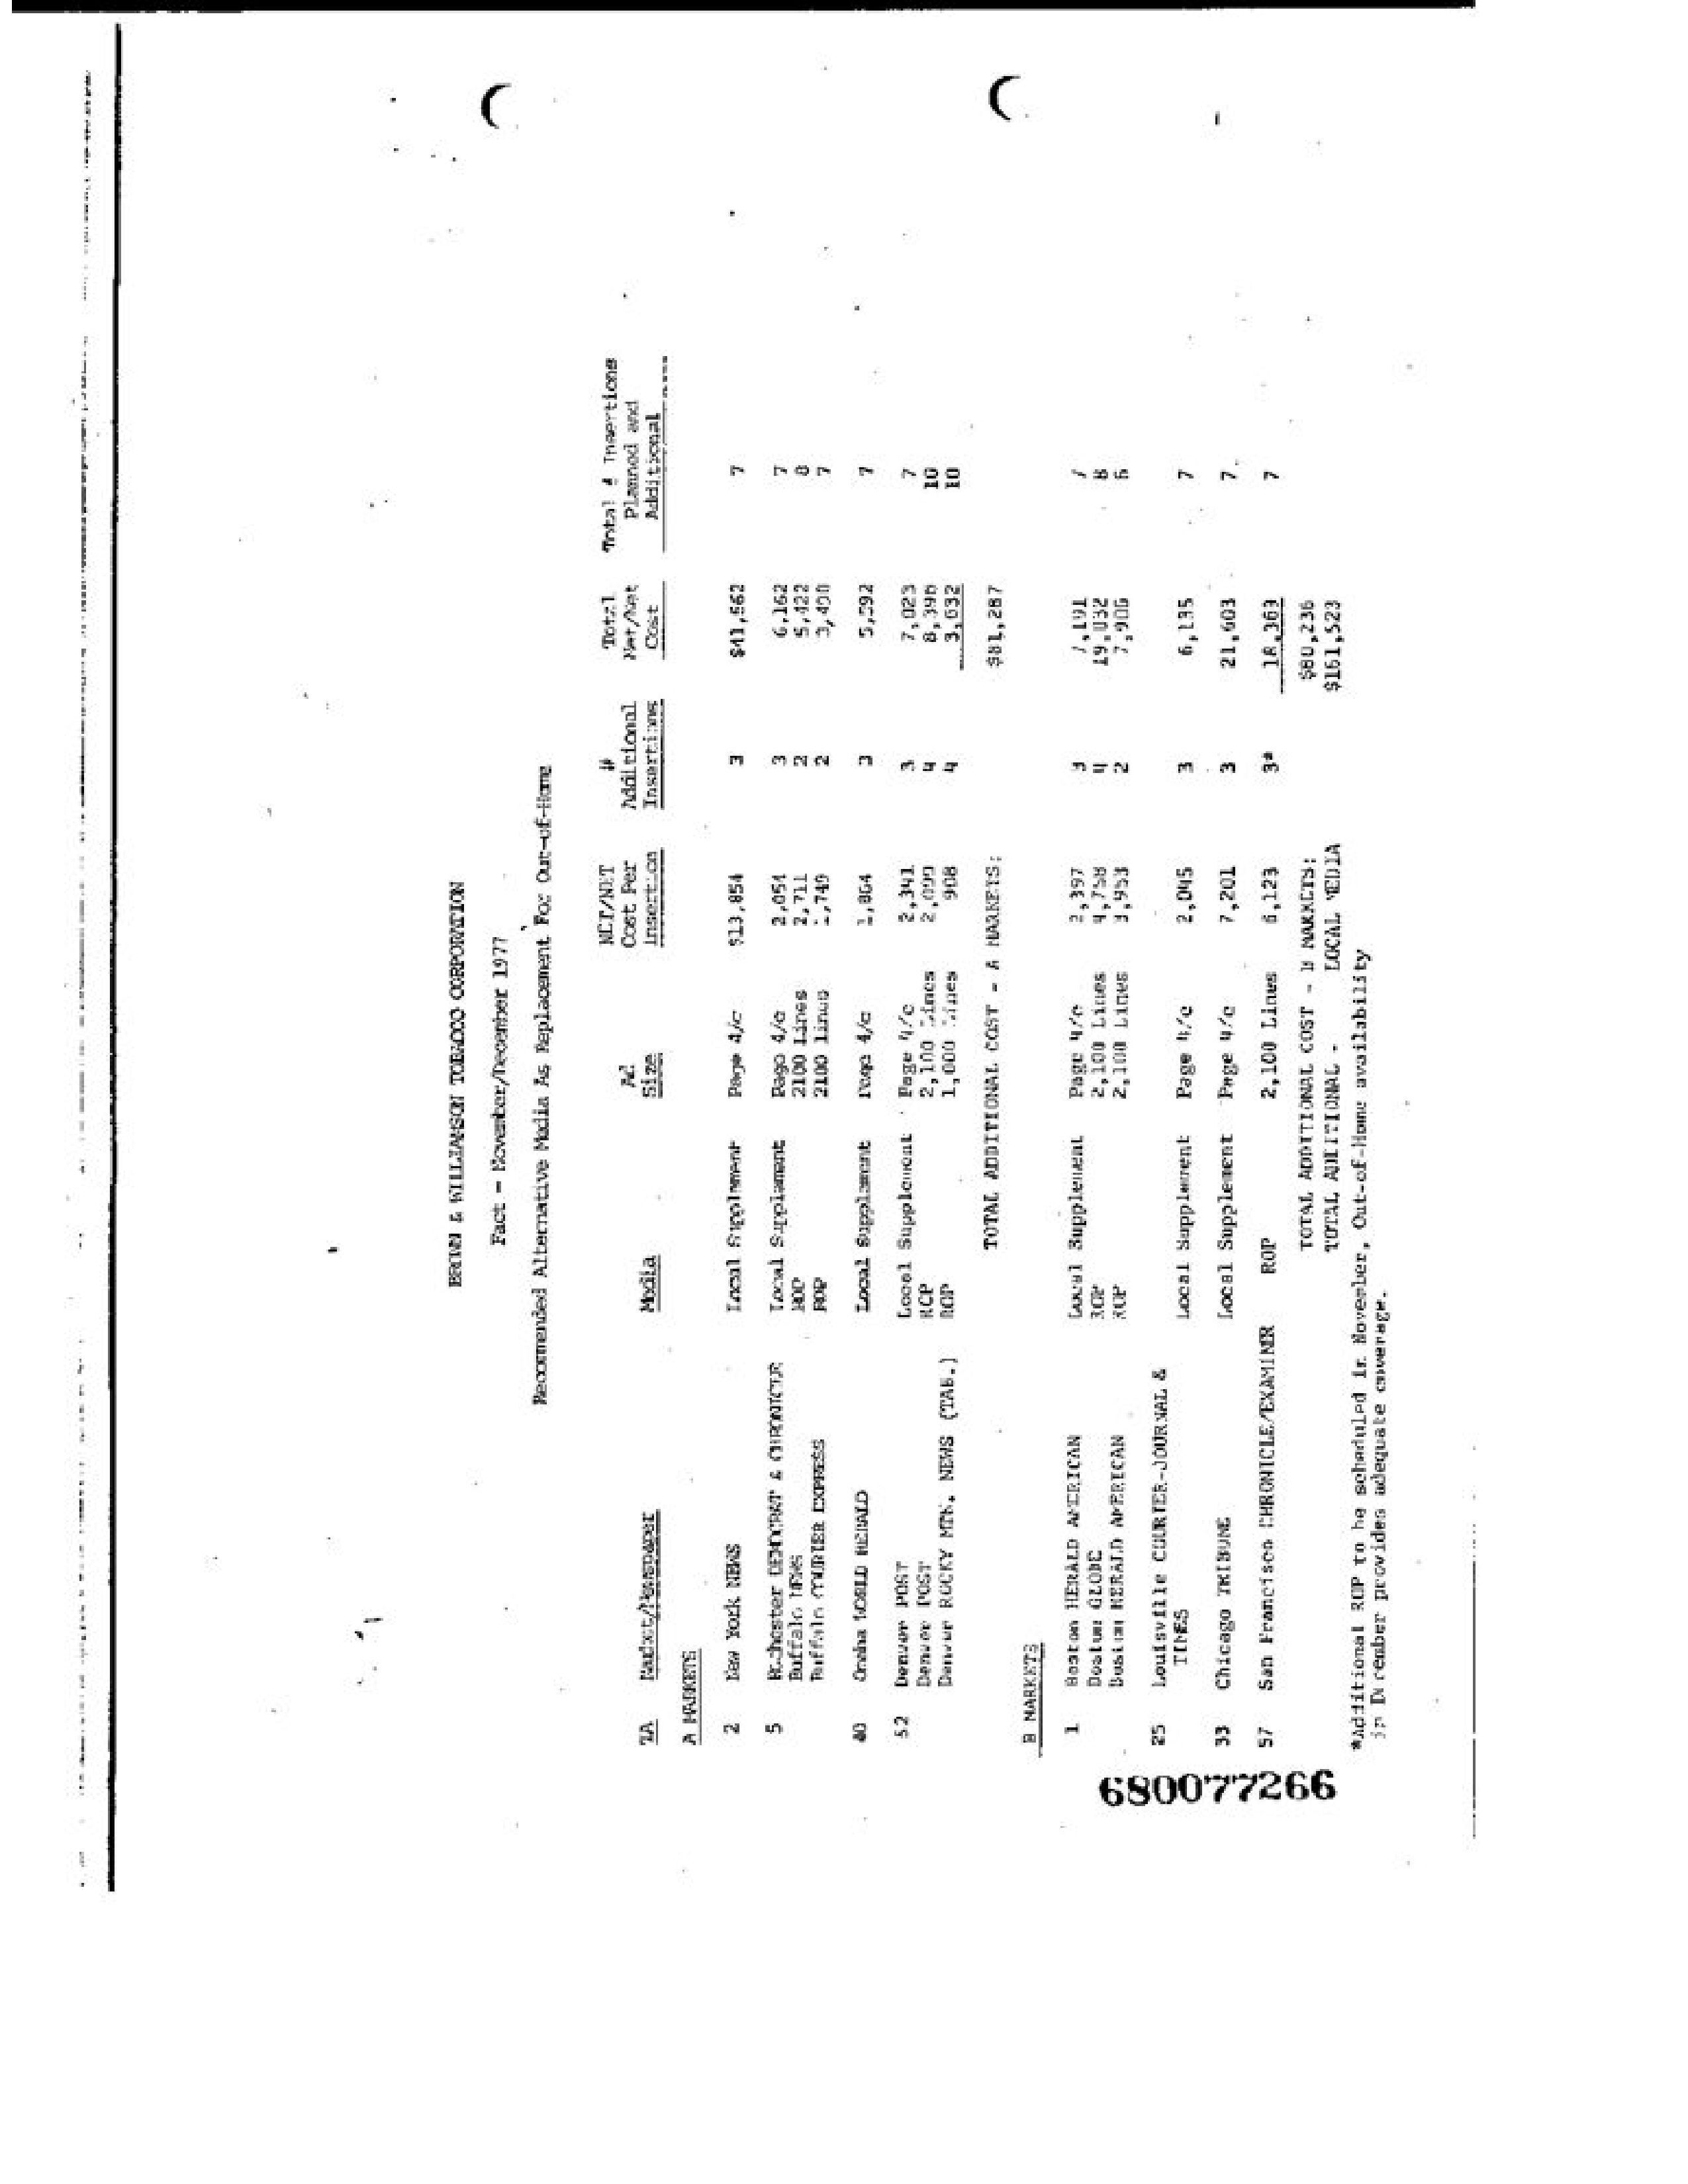 BROWN & WILLIAMSON TOBACCO CORPORATION
Fact - November/December 1977
Recommended Alternative Media As Replacement For Out-of-Home
ZA Market/Newspaper Media Ad Size NET/NET Cost Per Insertion # Additional Insertions Total Net/Net Cost Total # Insertions Planned and Additional
A MARKETS
2 New York NEWS Local Supplement Page 4/c $13,854 3 $41,562 7
5 Rochester DEMOCRAT & CHRONICLE Local Supplement Page 4/c 2,054 3 6,162 7
Buffalo NEWS ROP 2100 Lines 2,711 2 5,422 8
Buffalo COURIER EXPRESS ROP 2100 Lines 1,749 2 3,498 7
40 Omaha WORLD HERALD Local Supplement Page 4/c 1,864 3 5,592 7
52 Denver POST Local Supplement Page 4/c 2,341 3 7,023 7
Denver POST ROP 2,100 Lines 2,099 4 8,396 10
Denver ROCKY MTN. NEWS (TAB.) ROP 1,000 Lines 908 4 3,632 10
TOTAL ADDITIONAL COST - A MARKETS: $81,287
B MARKETS
1 Boston HERALD AMERICAN Local Supplement Page 4/c 2,397 3 7,191 7
Boston GLOBE ROP 2,100 Lines 4,758 4 19,032 8
Boston HERALD AMERICAN ROP 2,100 Lines 3,953 2 7,906 6
25 Louisville COURIER-JOURNAL & Local Supplement Page 4/c 2,045 3 6,135 7
TIMES
33 Chicago TRIBUNE Local Supplement Page 4/c 7,201 3 21,603 7
57 San Francisco CHRONICLE/EXAMINER ROP 2,100 Lines 6,123 3* 18,369 7
TOTAL ADDITIONAL COST - B MARKETS: $80,236
TOTAL ADDITIONAL - LOCAL MEDIA $161,523
*Additional ROP to be scheduled in November, Out-of-Home availability
in December provides adequate coverage.
680077266